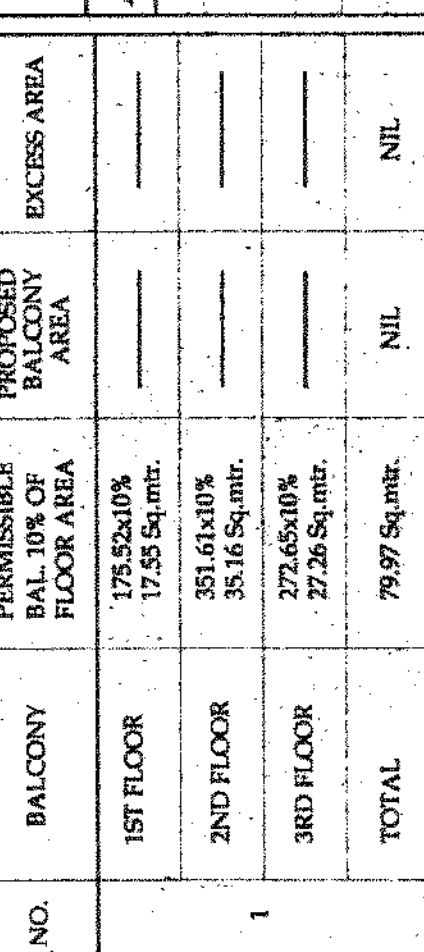 NO.
BALCONY
PERMISSIBLE
BAL. 10% OF
FLOOR AREA
PROPOSED
BALCONY
AREA
EXCESS AREA
1
1ST FLOOR
175.52x10%
17.55 Sq.mtr.
2ND FLOOR
351.61x10%
35.16 Sq.mtr.
3RD FLOOR
272.65x10%
27.26 Sq.mtr.
TOTAL
79.97 Sq.mtr.
NIL
NIL